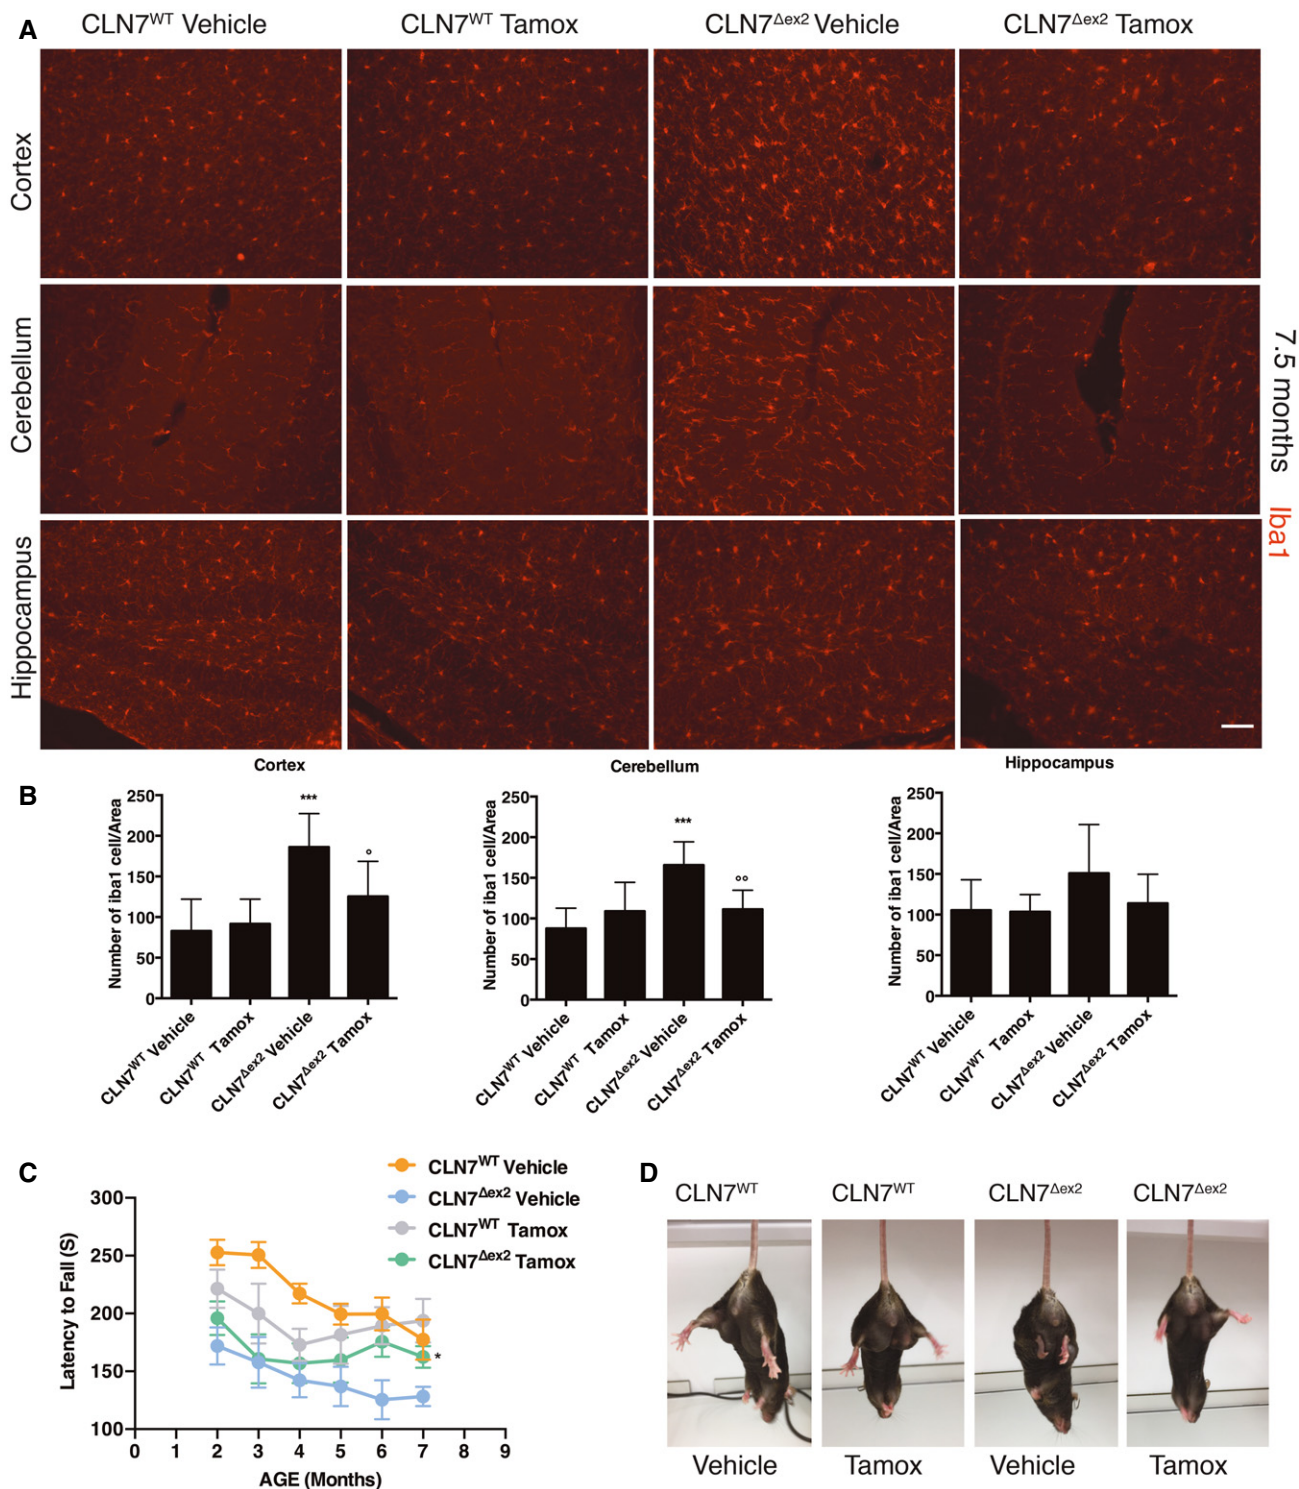 A
CLN7WT Vehicle
CLN7WT Tamox
CLN7Δex2 Vehicle
CLN7Δex2 Tamox
Cortex
Cerebellum
Hippocampus
7.5 months
Iba1
B
Cortex
Number of iba1 cell/Area
250
200
150
100
50
0
***
°
CLN7WT Vehicle
CLN7WT Tamox
CLN7Δex2 Vehicle
CLN7Δex2 Tamox
Cerebellum
Number of iba1 cell/Area
250
200
150
100
50
0
***
°°
CLN7WT Vehicle
CLN7WT Tamox
CLN7Δex2 Vehicle
CLN7Δex2 Tamox
Hippocampus
Number of iba1 cell/Area
250
200
150
100
50
0
CLN7WT Vehicle
CLN7WT Tamox
CLN7Δex2 Vehicle
CLN7Δex2 Tamox
C
CLN7WT Vehicle
CLN7Δex2 Vehicle
CLN7WT Tamox
CLN7Δex2 Tamox
Latency to Fall (S)
300
250
200
150
100
*
0 1 2 3 4 5 6 7 8 9
AGE (Months)
D
CLN7WT
CLN7WT
CLN7Δex2
CLN7Δex2
Vehicle
Tamox
Vehicle
Tamox